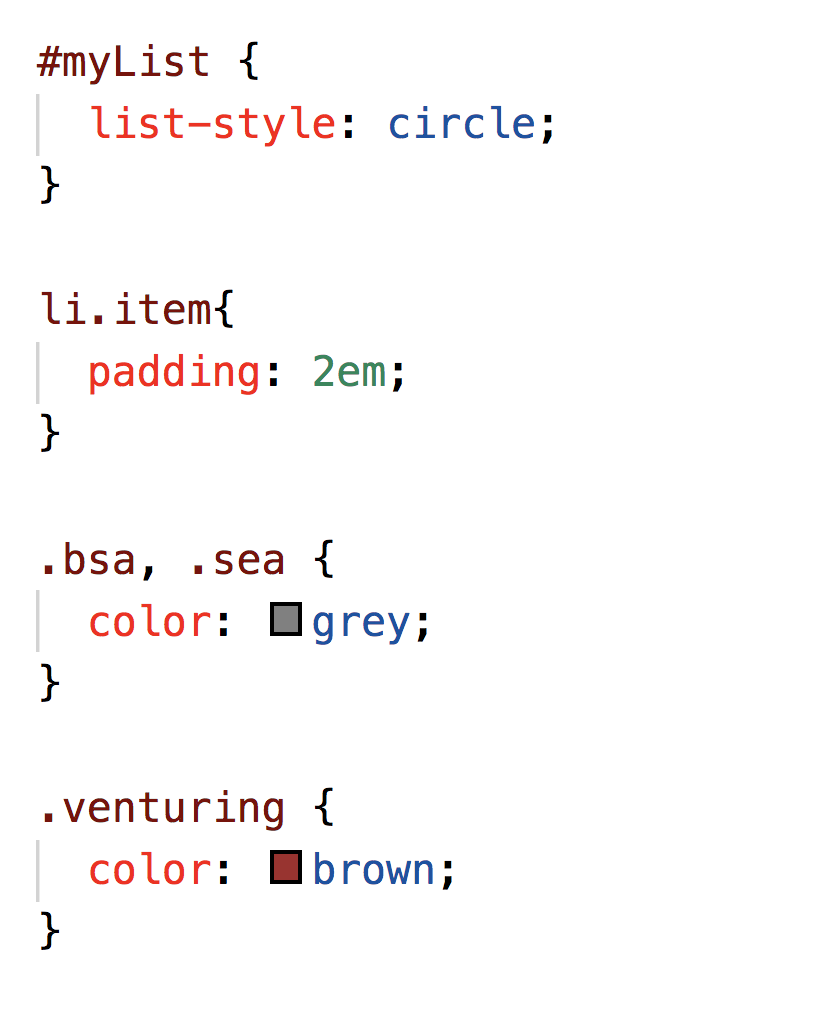 #myList {
  list-style: circle;
}

li.item{
  padding: 2em;
}

.bsa, .sea {
  color: grey;
}

.venturing {
  color: brown;
}